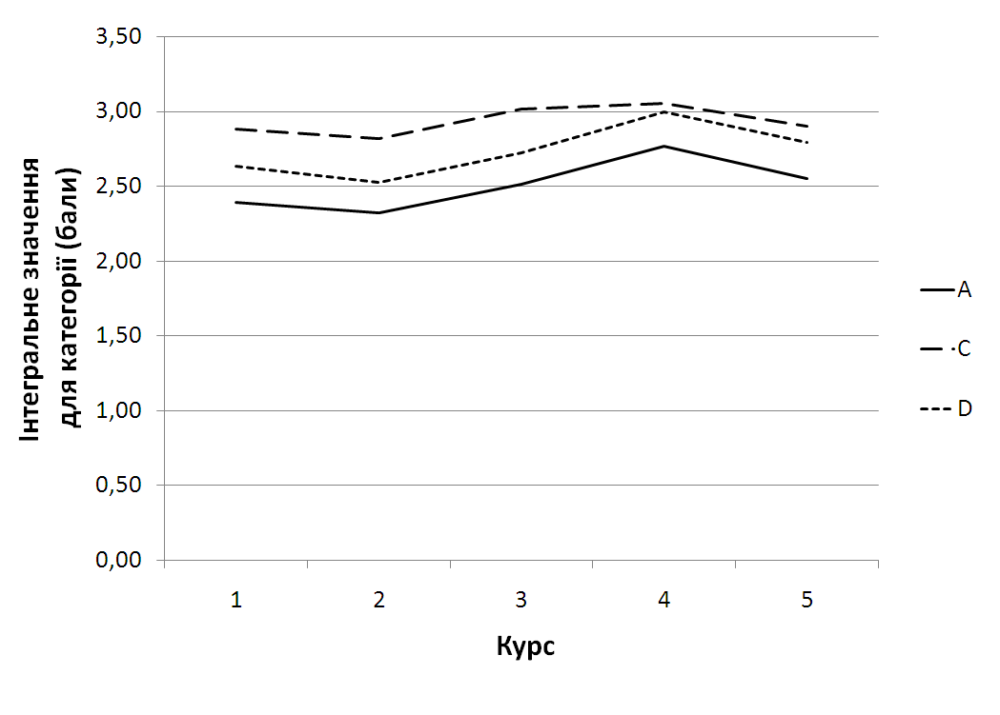 3,50
3,00
2,50
2,00
1,50
1,00
0,50
0,00
Інтегральне значення
для категорії (бали)
1 2 3 4 5
Курс
A
C
D